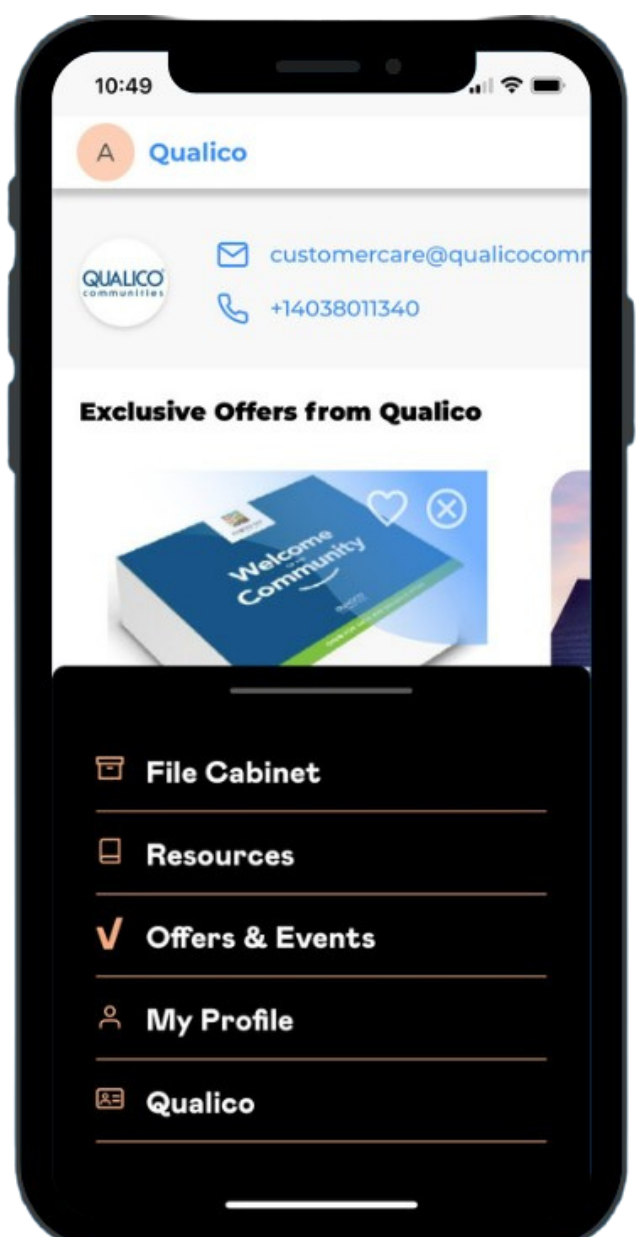 10:49
A Qualico
QUALICO
communities
customercare@qualicocomm
+14038011340
Exclusive Offers from Qualico
Welcome
Community
File Cabinet
Resources
Offers & Events
My Profile
Qualico